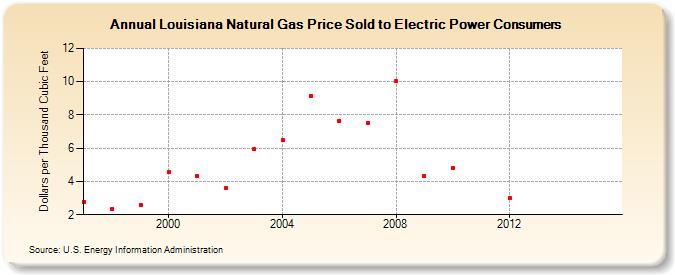 Annual Louisiana Natural Gas Price Sold to Electric Power Consumers
Dollars per Thousand Cubic Feet
12
10
8
6
4
2
2000 2004 2008 2012
Source: U.S. Energy Information Administration